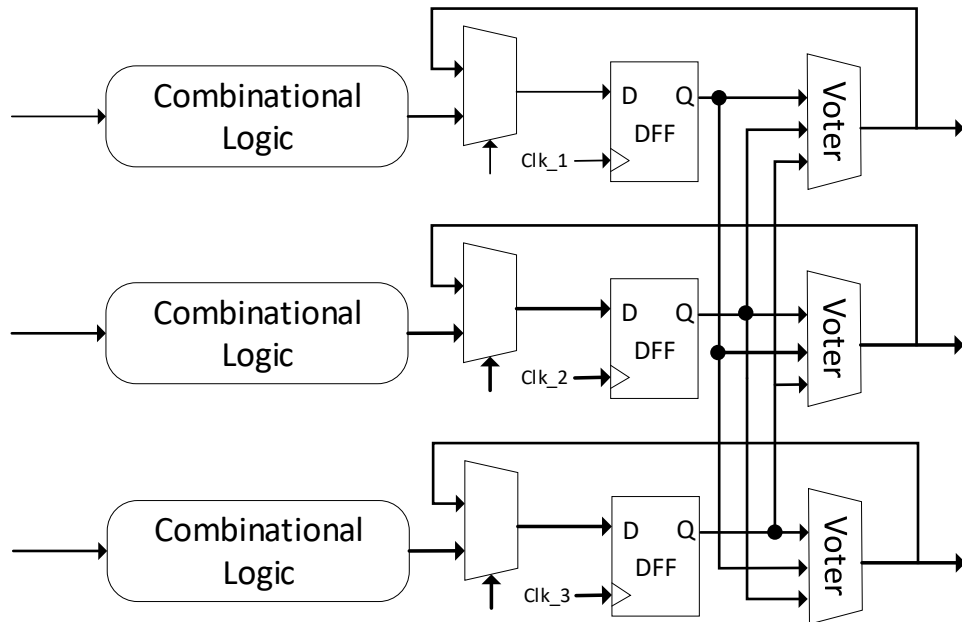 Combinational
Logic
D
Q
DFF
Clk_1
Voter
Combinational
Logic
D
Q
DFF
Clk_2
Voter
Combinational
Logic
D
Q
DFF
Clk_3
Voter